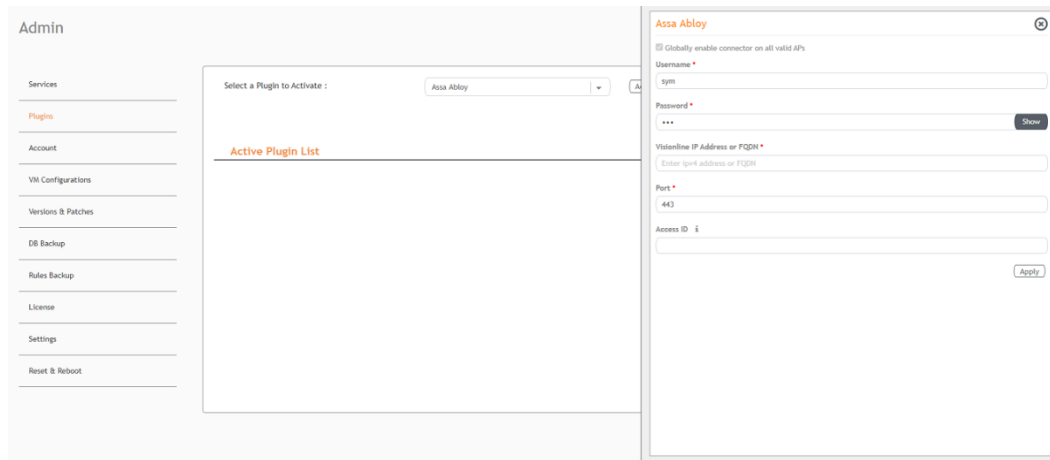 Admin
Services
Plugins
Account
VM Configurations
Versions & Patches
DB Backup
Rules Backup
License
Settings
Reset & Reboot
Select a Plugin to Activate :
Assa Abloy
Active Plugin List
Assa Abloy
Globally enable connector on all valid APs
Username *
sym
Password *
•••
Show
Visionline IP Address or FQDN *
Enter ipv4 address or FQDN
Port *
443
Access ID i
Apply